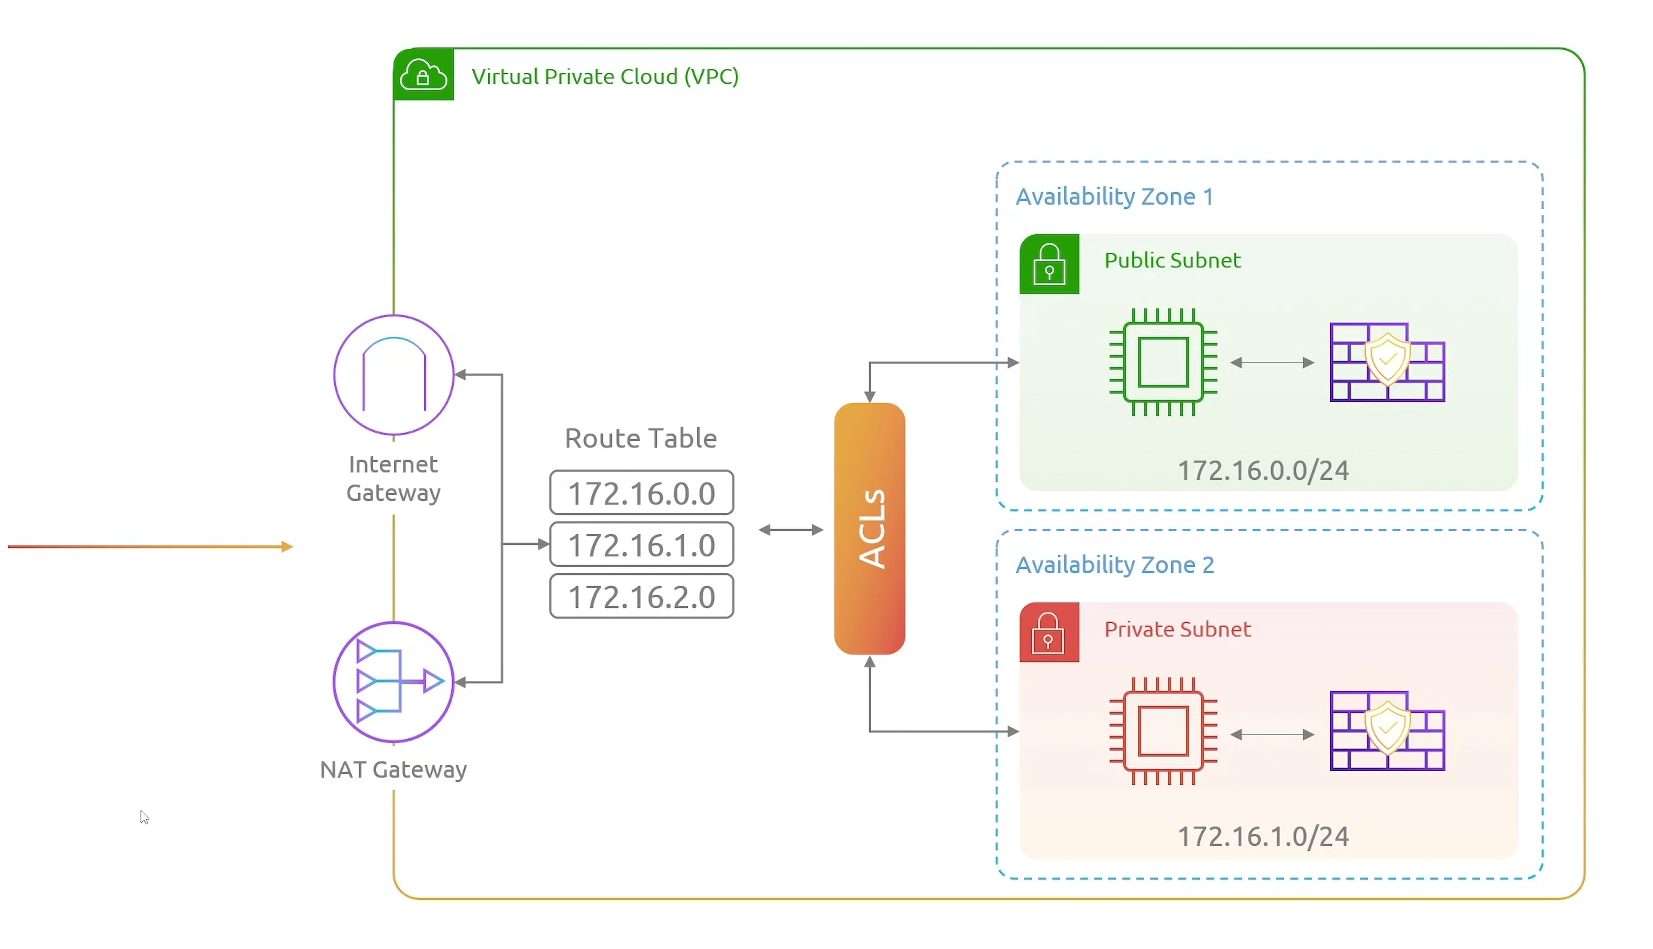 Virtual Private Cloud (VPC)
Availability Zone 1
Public Subnet
172.16.0.0/24
Internet
Gateway
Route Table
172.16.0.0
172.16.1.0
172.16.2.0
ACLs
NAT Gateway
Availability Zone 2
Private Subnet
172.16.1.0/24